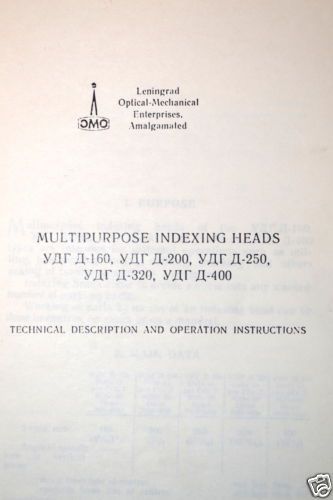 Leningrad
Optical-Mechanical
Enterprises,
Amalgamated
ОМО
1. PURPOSE
MULTIPURPOSE INDEXING HEADS
УДГ Д-160, УДГ Д-200, УДГ Д-250,
УДГ Д-320, УДГ Д-400
TECHNICAL DESCRIPTION AND OPERATION INSTRUCTIONS
2. MAIN DATA